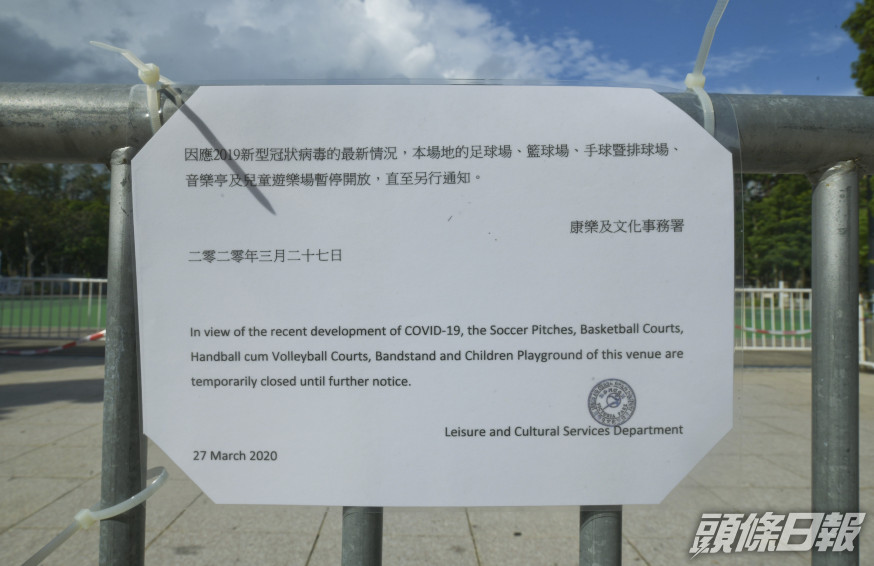 因應2019新型冠狀病毒的最新情況，本場地的足球場、籃球場、手球暨排球場、
音樂亭及兒童遊樂場暫停開放，直至另行通知。
康樂及文化事務署
二零二零年三月二十七日
In view of the recent development of COVID-19, the Soccer Pitches, Basketball Courts,
Handball cum Volleyball Courts, Bandstand and Children Playground of this venue are
temporarily closed until further notice.
Leisure and Cultural Services Department
27 March 2020
頭條日報